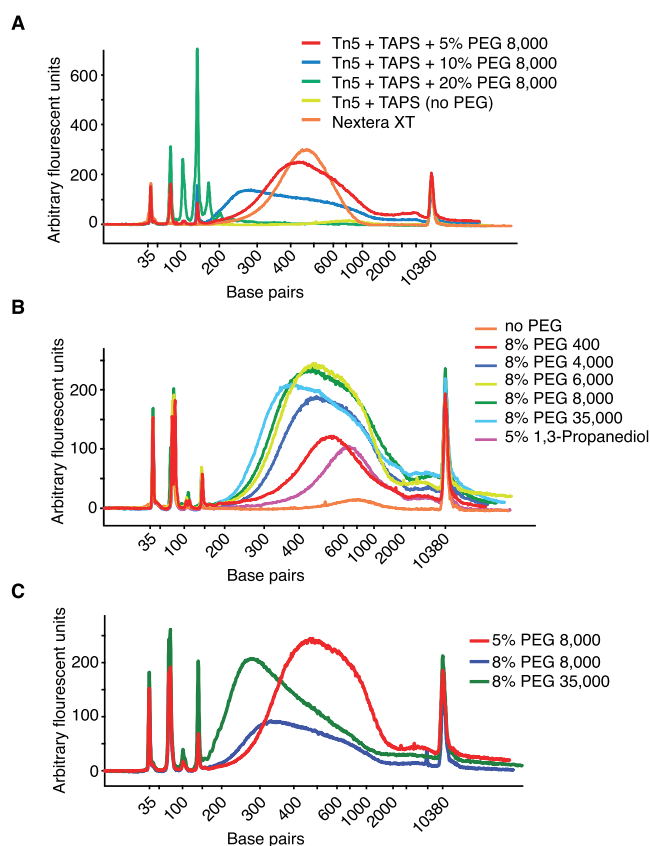 A
Tn5 + TAPS + 5% PEG 8,000
Tn5 + TAPS + 10% PEG 8,000
Tn5 + TAPS + 20% PEG 8,000
Tn5 + TAPS (no PEG)
Nextera XT
Arbitrary flourescent units
600
400
200
0
35 100 200 300 400 600 1000 2000 10380
Base pairs
B
no PEG
8% PEG 400
8% PEG 4,000
8% PEG 6,000
8% PEG 8,000
8% PEG 35,000
5% 1,3-Propanediol
Arbitrary flourescent units
200
100
0
35 100 200 300 400 600 1000 2000 10380
Base pairs
C
5% PEG 8,000
8% PEG 8,000
8% PEG 35,000
Arbitrary flourescent units
200
100
0
35 100 200 300 400 600 1000 2000 10380
Base pairs